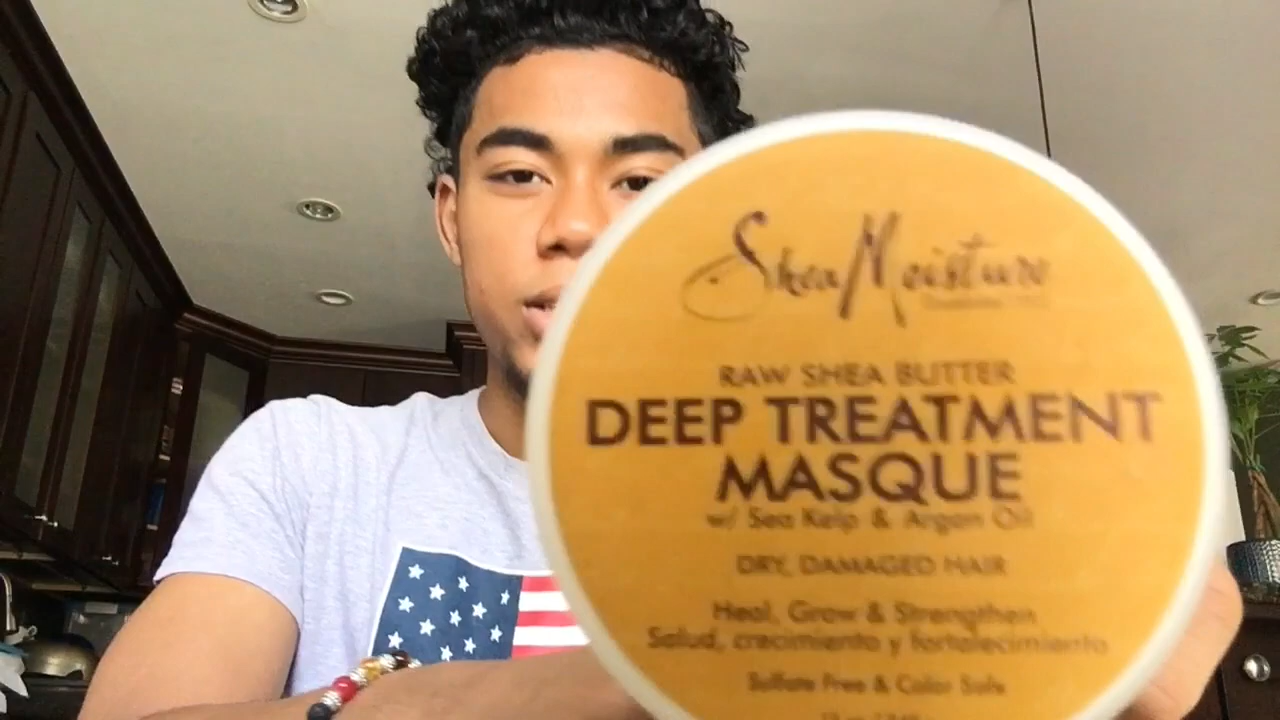 SheaMoisture
RAW SHEA BUTTER
DEEP TREATMENT
MASQUE
w/ Sea Kelp & Argan Oil
DRY, DAMAGED HAIR
Heal, Grow & Strengthen
Salud, crecimiento y fortalecimiento
Sulfate Free & Color Safe